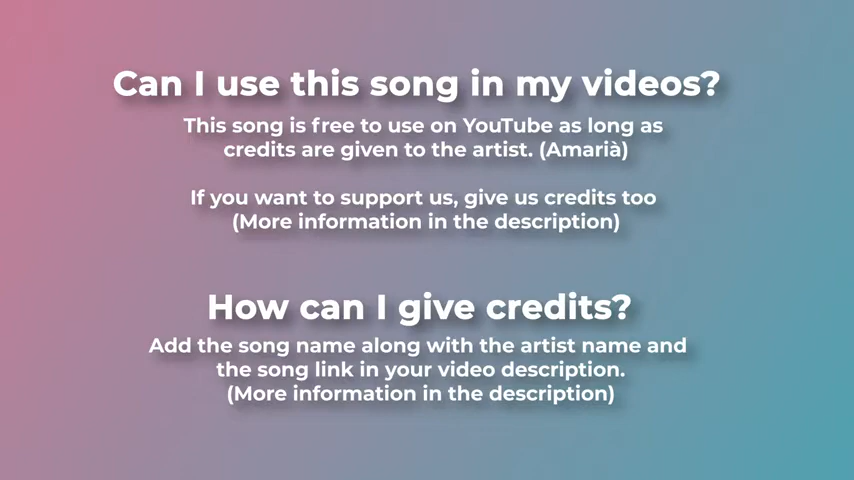 Can I use this song in my videos?
This song is free to use on YouTube as long as
credits are given to the artist. (Amarià)
If you want to support us, give us credits too
(More information in the description)
How can I give credits?
Add the song name along with the artist name and
the song link in your video description.
(More information in the description)